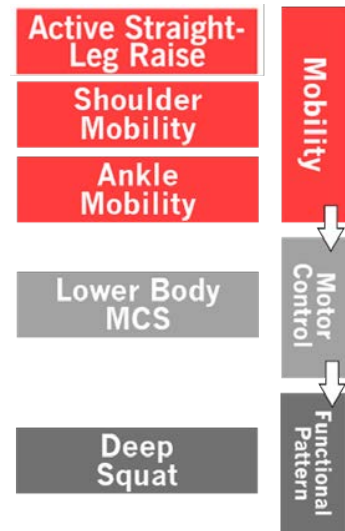 Active Straight-
Leg Raise
Shoulder
Mobility
Ankle
Mobility
Lower Body
MCS
Deep
Squat
Mobility
Motor
Control
Functional
Pattern